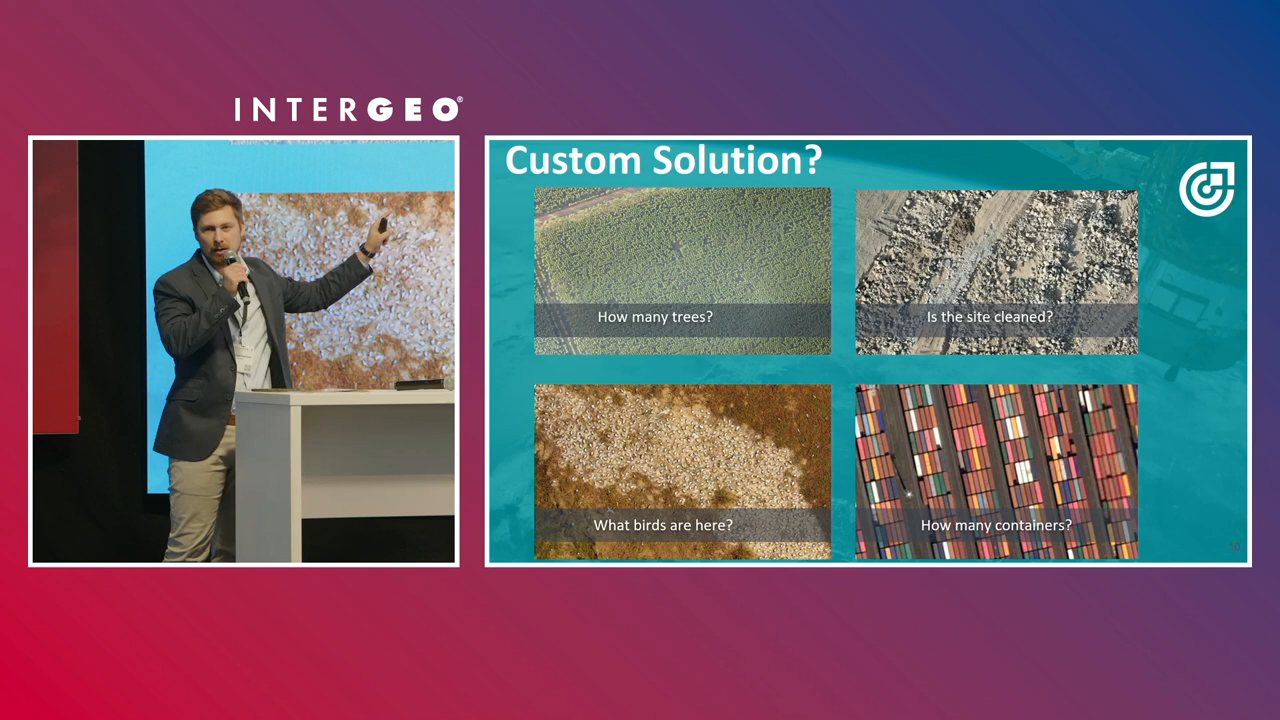 INTERGEO®
Custom Solution?
How many trees?
Is the site cleaned?
What birds are here?
How many containers?